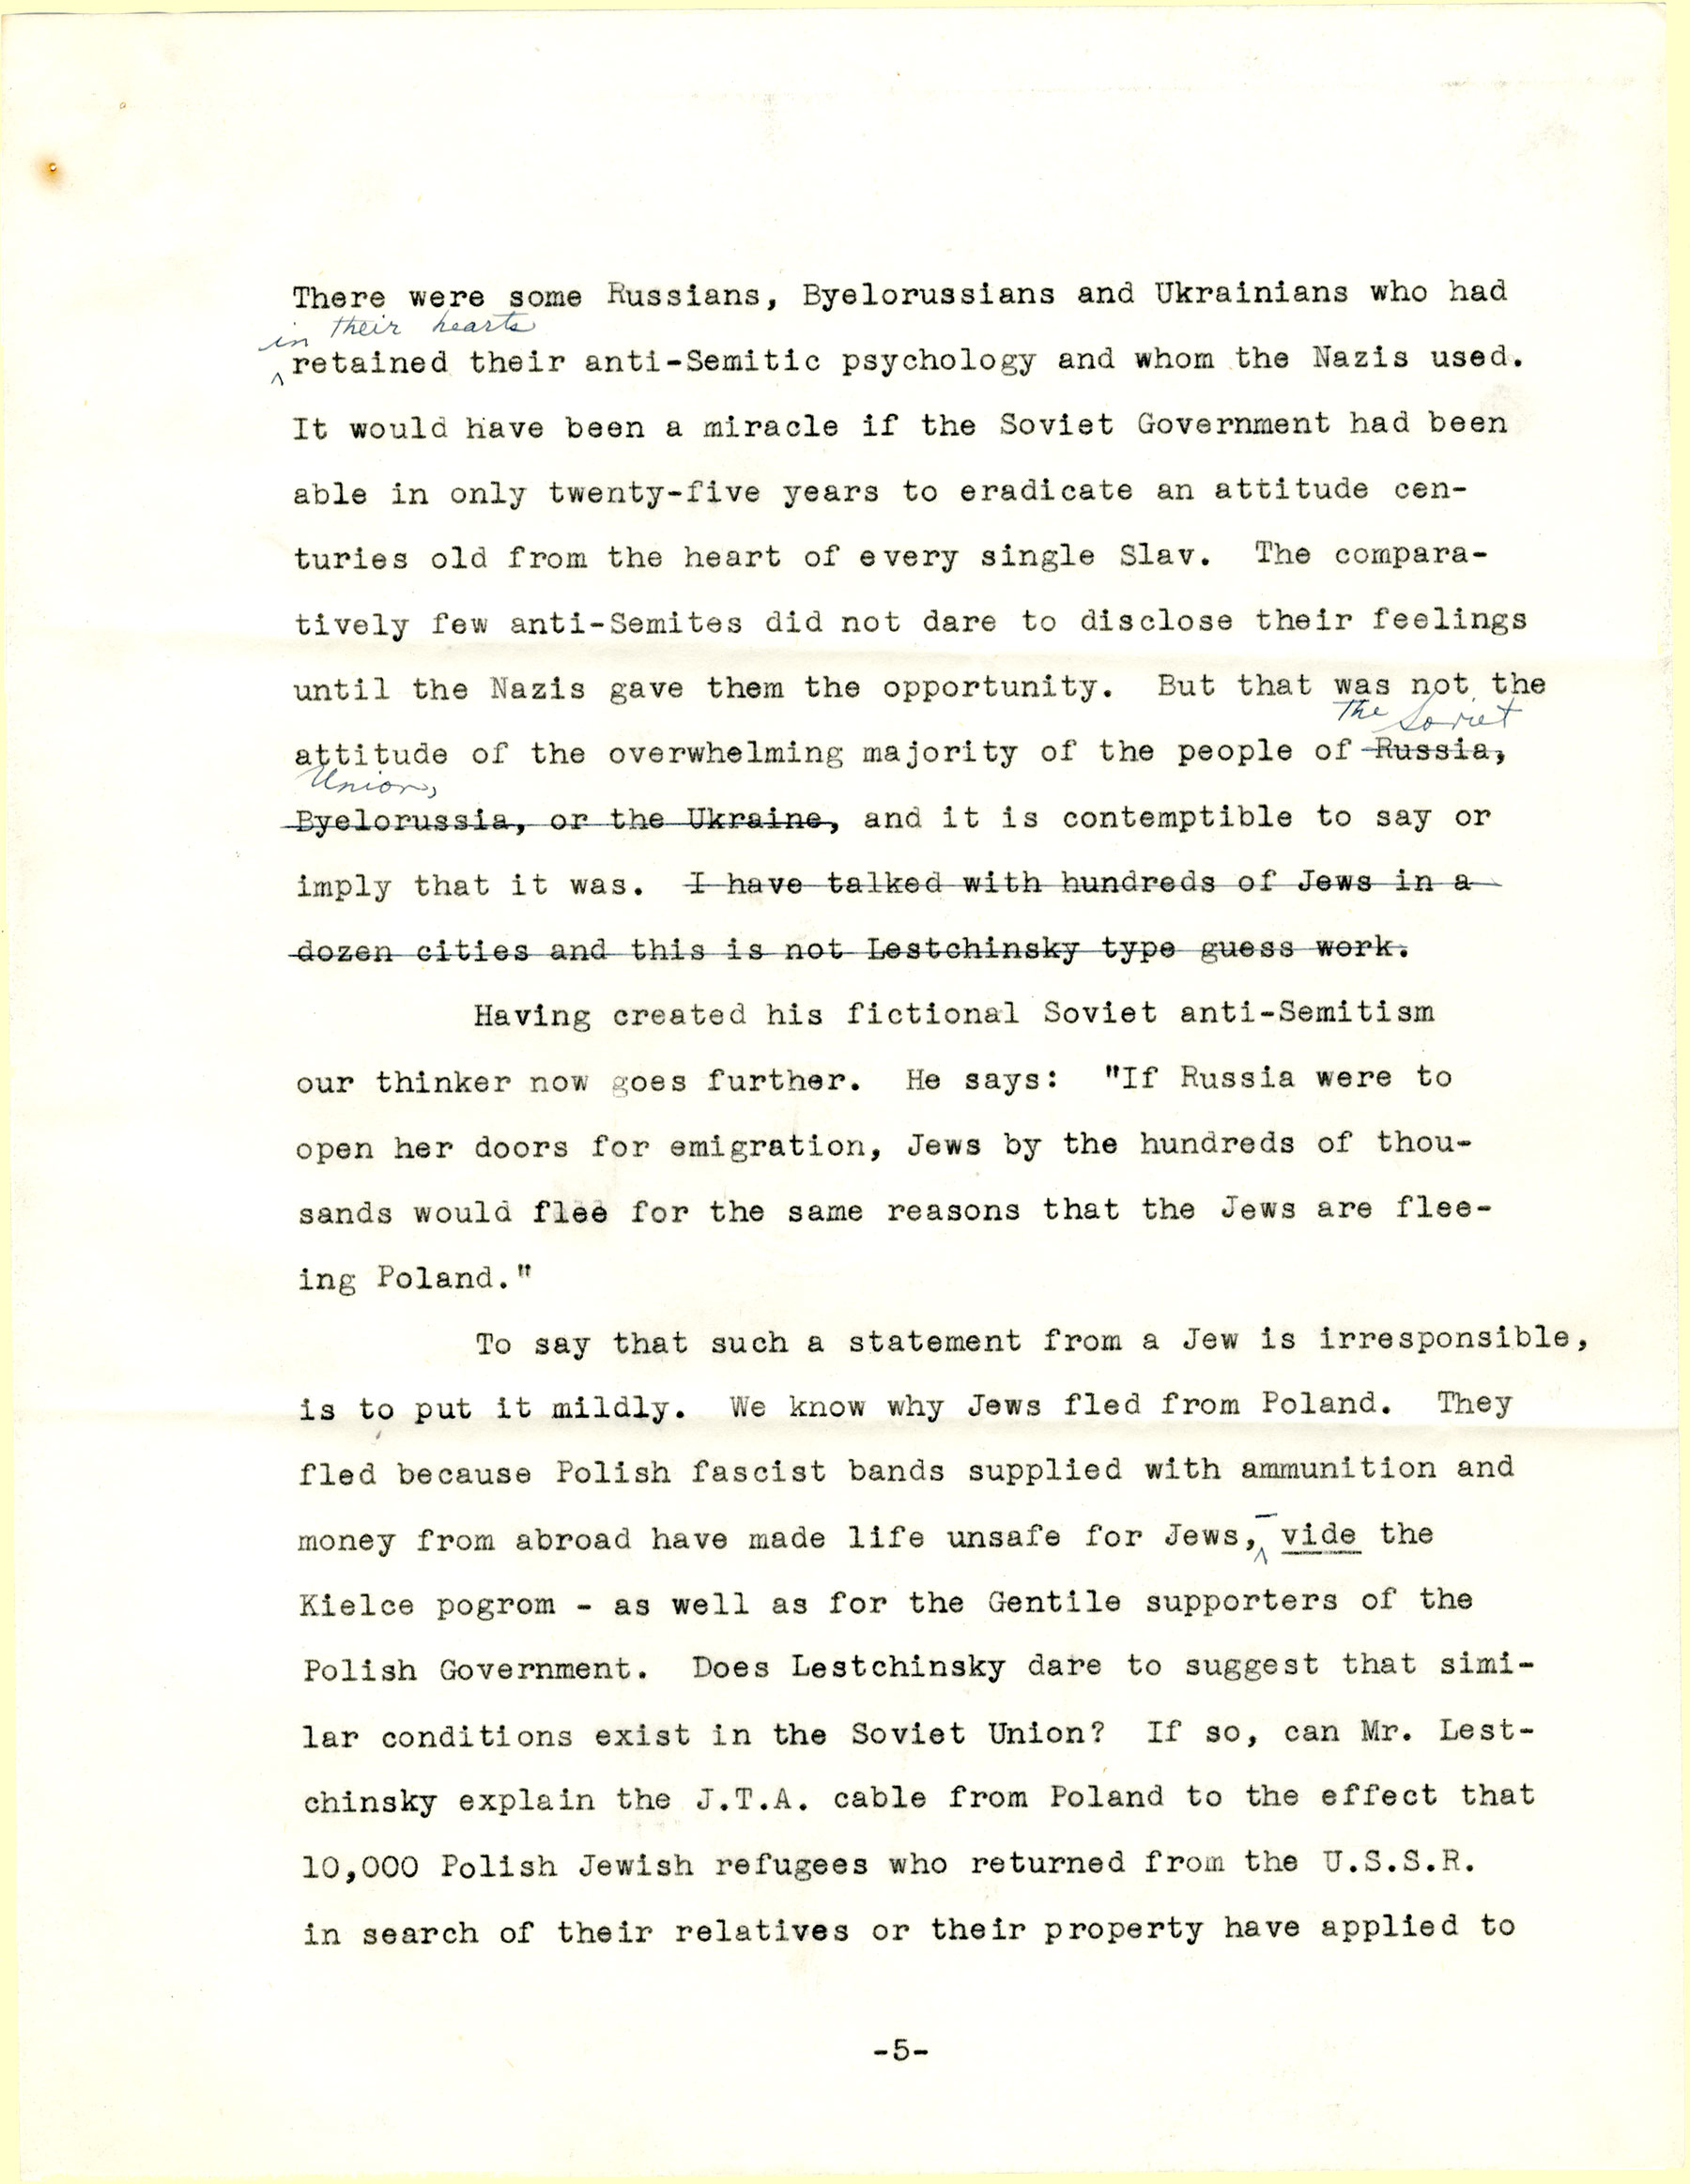 There were some Russians, Byelorussians and Ukrainians who had
in their hearts
^retained their anti-Semitic psychology and whom the Nazis used.
It would have been a miracle if the Soviet Government had been
able in only twenty-five years to eradicate an attitude cen-
turies old from the heart of every single Slav. The compara-
tively few anti-Semites did not dare to disclose their feelings
until the Nazis gave them the opportunity. But that was not the
The Soviet
attitude of the overwhelming majority of the people of Russia,
Union,
Byelorussia, or the Ukraine, and it is contemptible to say or
imply that it was. I have talked with hundreds of Jews in a
dozen cities and this is not Lestchinsky type guess work.
Having created his fictional Soviet anti-Semitism
our thinker now goes further. He says: "If Russia were to
open her doors for emigration, Jews by the hundreds of thou-
sands would flee for the same reasons that the Jews are flee-
ing Poland."
To say that such a statement from a Jew is irresponsible,
is to put it mildly. We know why Jews fled from Poland. They
fled because Polish fascist bands supplied with ammunition and
money from abroad have made life unsafe for Jews,^ - vide the
Kielce pogrom - as well as for the Gentile supporters of the
Polish Government. Does Lestchinsky dare to suggest that simi-
lar conditions exist in the Soviet Union? If so, can Mr. Lest-
chinsky explain the J.T.A. cable from Poland to the effect that
10,000 Polish Jewish refugees who returned from the U.S.S.R.
in search of their relatives or their property have applied to
-5-